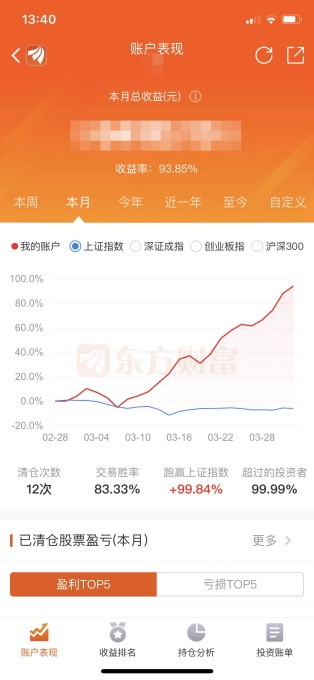 13:40
账户表现
本月总收益(元)
收益率：93.85%
本周 本月 今年 近一年 至今 自定义
我的账户 上证指数 深证成指 创业板指 沪深300
100.0%
80.0%
60.0%
40.0%
20.0%
0.0%
-20.0%
东方财富
02-28 03-04 03-10 03-16 03-22 03-28
清仓次数 交易胜率 跑赢上证指数 超过的投资者
12次 83.33% +99.84% 99.99%
已清仓股票盈亏(本月) 更多
盈利TOP5 亏损TOP5
账户表现 收益排名 持仓分析 投资账单